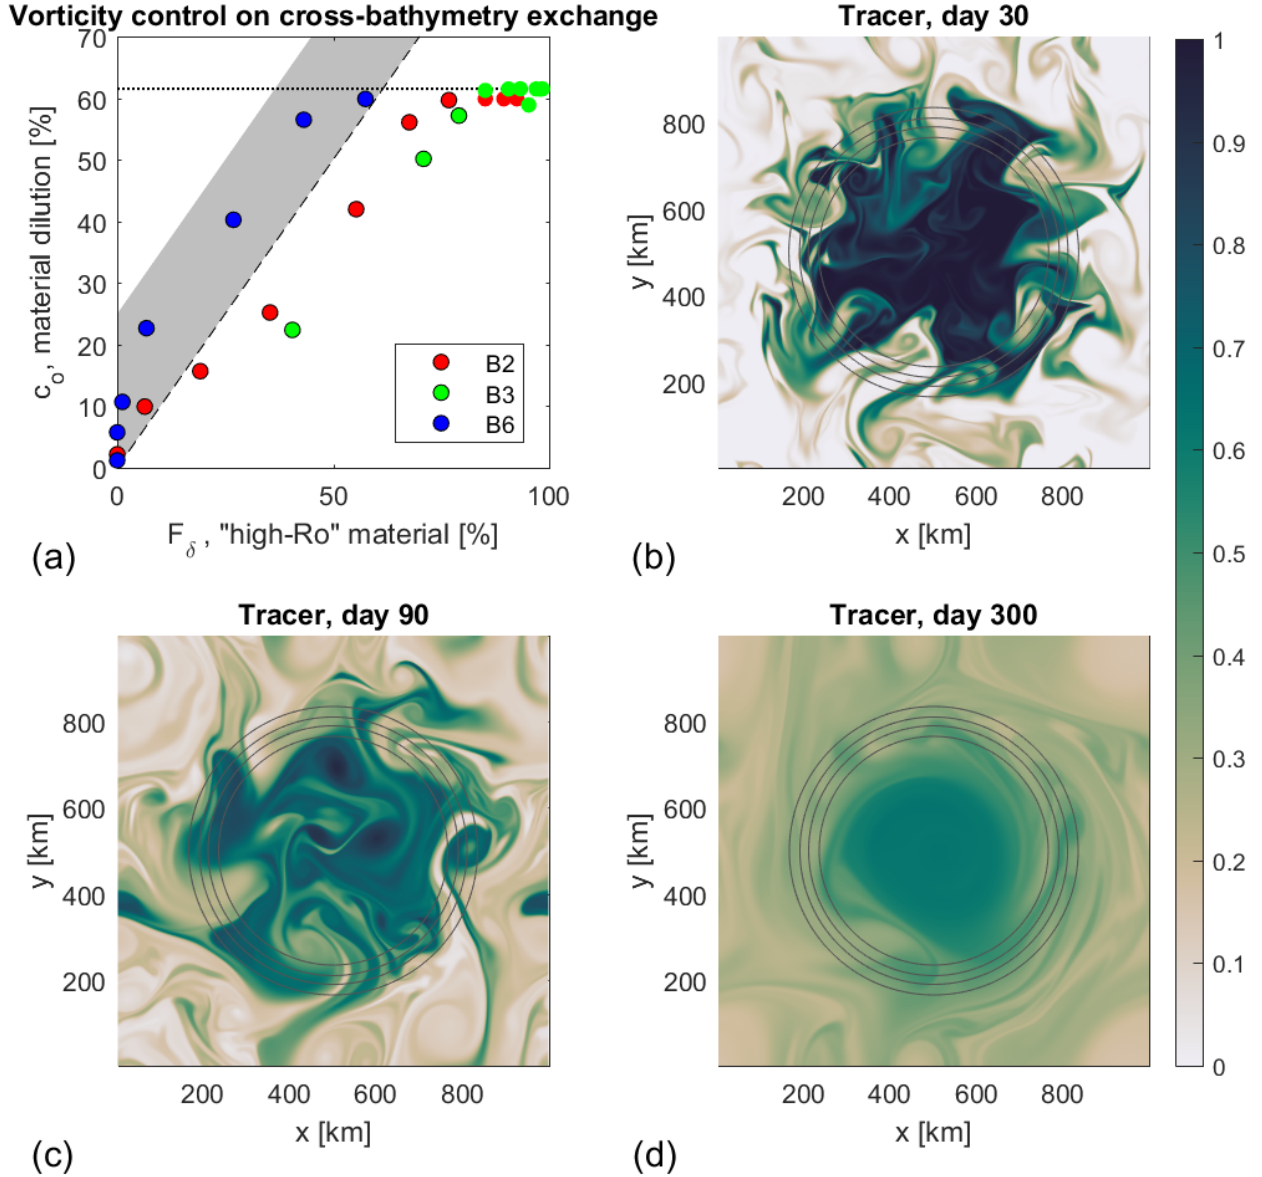 Vorticity control on cross-bathymetry exchange
70
60
50
40
30
20
10
0
c_o, material dilution [%]
B2
B3
B6
0 50 100
F_δ, "high-Ro" material [%]
(a)
Tracer, day 30
800
600
400
200
y [km]
200 400 600 800
x [km]
(b)
1
0.9
0.8
0.7
0.6
0.5
0.4
0.3
0.2
0.1
0
Tracer, day 90
800
600
400
200
y [km]
200 400 600 800
x [km]
(c)
Tracer, day 300
800
600
400
200
y [km]
200 400 600 800
x [km]
(d)